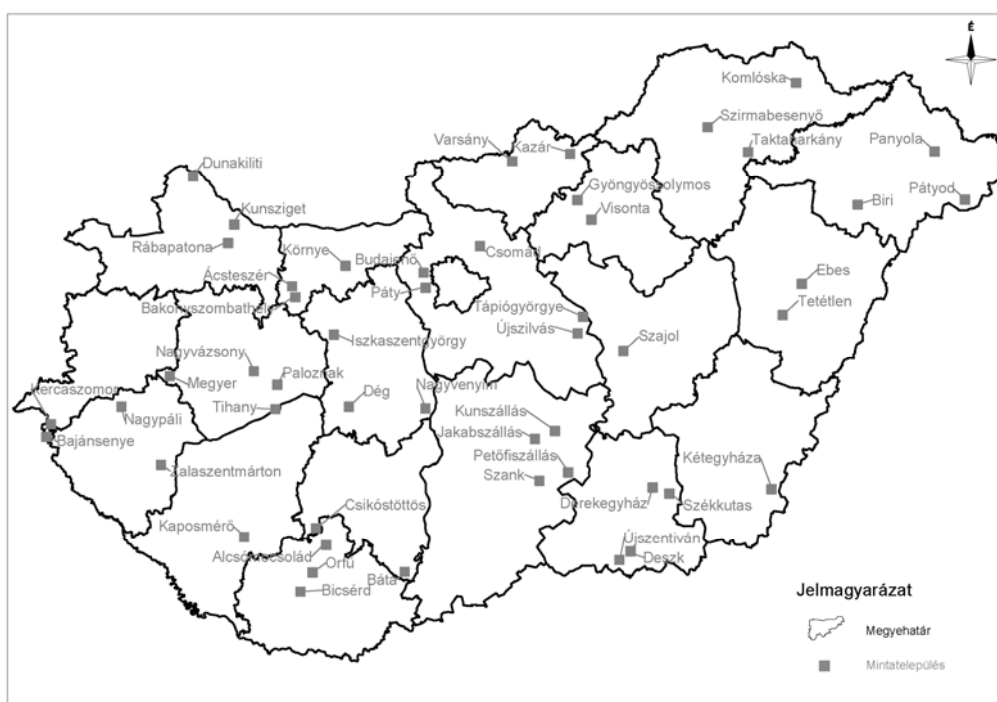 É
Komlóska
Szirmabesenyő
Varsány
Kazár
Taktaharkány
Panyola
Dunakiliti
Gyöngyössolymos
Pátyod
Kunsziget
Visonta
Biri
Rábapatona
Környe
Budajenő
Csomád
Ácsteszér
Páty
Ebes
Bakonyszombathely
Tápiógyörgye
Tetétlen
Iszkaszentgyörgy
Újszilvás
Szajol
Nagyvázsony
Kercaszomor
Megyer
Paloznak
Nagyvenyim
Tihany
Dég
Nagypáli
Kunszállás
Bajánsenye
Jakabszállás
Petőfiszállás
Kétegyháza
Zalaszentmárton
Szank
Derekegyház
Székkutas
Csikóstöttös
Kaposmérő
Újszentiván
Alcsómocsolád
Deszk
Orfű
Báta
Bicsérd
Jelmagyarázat
Megyehatár
Mintatelepülés